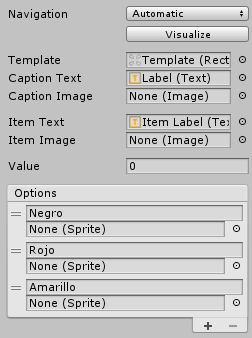 Navigation Automatic
Visualize
Template Template (Rect
Caption Text Label (Text)
Caption Image None (Image)
Item Text Item Label (Tex
Item Image None (Image)
Value 0
Options
Negro
None (Sprite)
Rojo
None (Sprite)
Amarillo
None (Sprite)
+ −